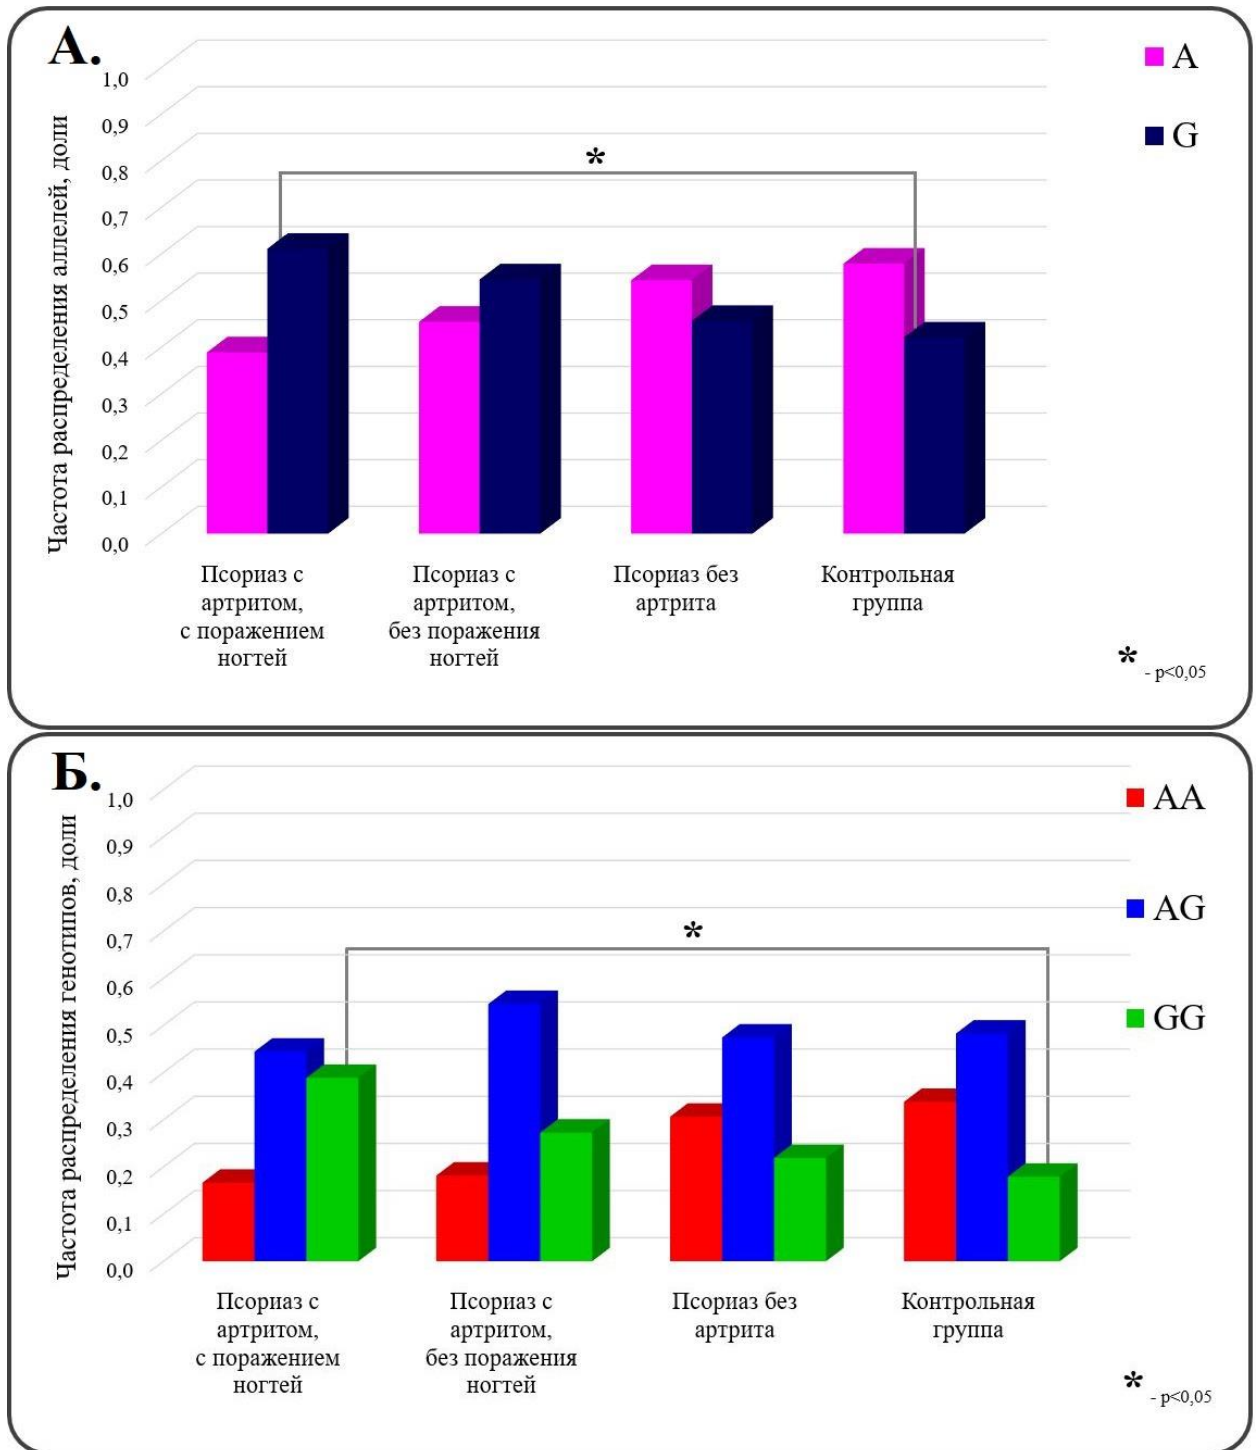 А.
Частота распределения аллелей, доли
1,0
0,9
0,8
0,7
0,6
0,5
0,4
0,3
0,2
0,1
0,0
*
A
G
Псориаз с
артритом,
с поражением
ногтей
Псориаз с
артритом,
без поражения
ногтей
Псориаз без
артрита
Контрольная
группа
* - p<0,05
Б.
Частота распределения генотипов, доли
1,0
0,9
0,8
0,7
0,6
0,5
0,4
0,3
0,2
0,1
0,0
*
AA
AG
GG
Псориаз с
артритом,
с поражением
ногтей
Псориаз с
артритом,
без поражения
ногтей
Псориаз без
артрита
Контрольная
группа
* - p<0,05